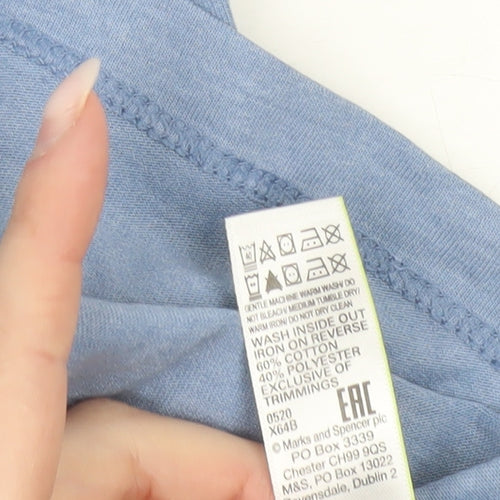 GENTLE MACHINE WARM WASH/ DO
NOT BLEACH/ MEDIUM TUMBLE DRY/
WARM IRON/ DO NOT DRY CLEAN
WASH INSIDE OUT
IRON ON REVERSE
60% COTTON
40% POLYESTER
EXCLUSIVE OF
TRIMMINGS
0520
X64B
EAC
© Marks and Spencer plc
PO Box 3339
Chester CH99 9QS
M&S, PO Box 13022
Dublin 2